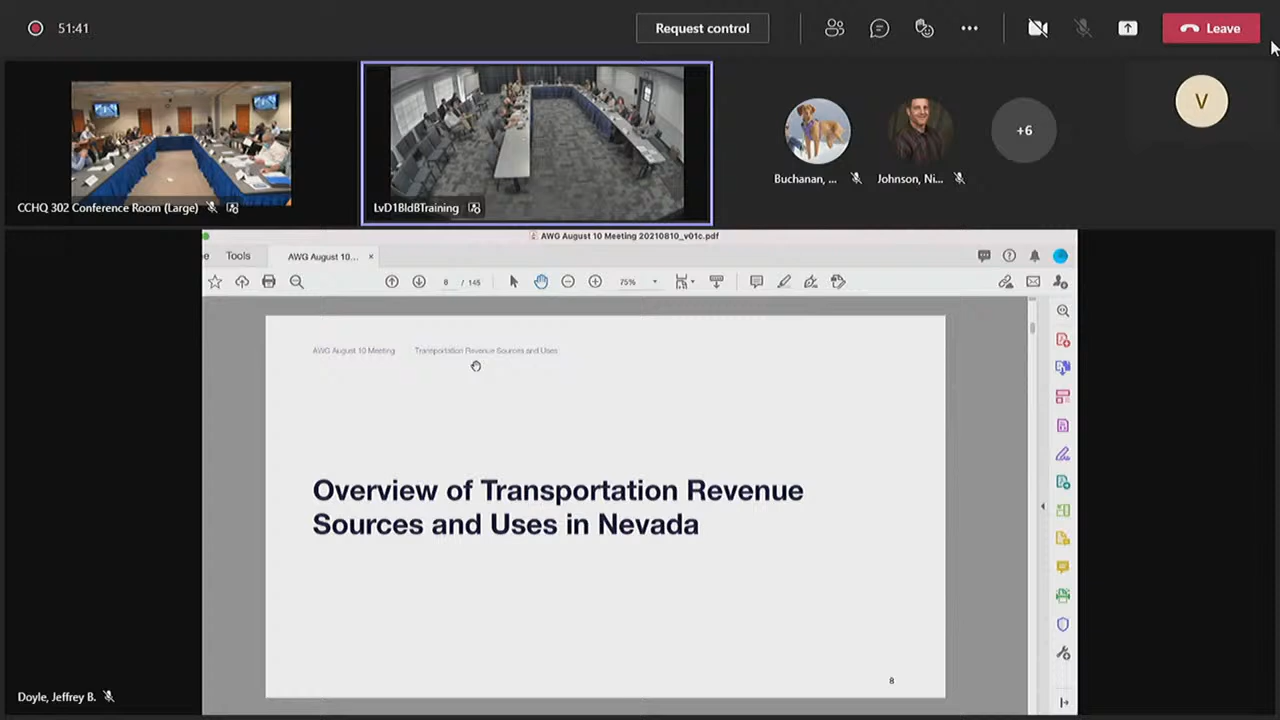 51:41
Request control
Leave
CCHQ 302 Conference Room (Large)
LvD1BldBTraining
Buchanan, ...
Johnson, Ni...
+6
V
AWG August 10 Meeting 20210810_v01c.pdf
e
Tools
AWG August 10... ×
8 / 145
75%
AWG August 10 Meeting Transportation Revenue Sources and Uses
Overview of Transportation Revenue
Sources and Uses in Nevada
8
Doyle, Jeffrey B.